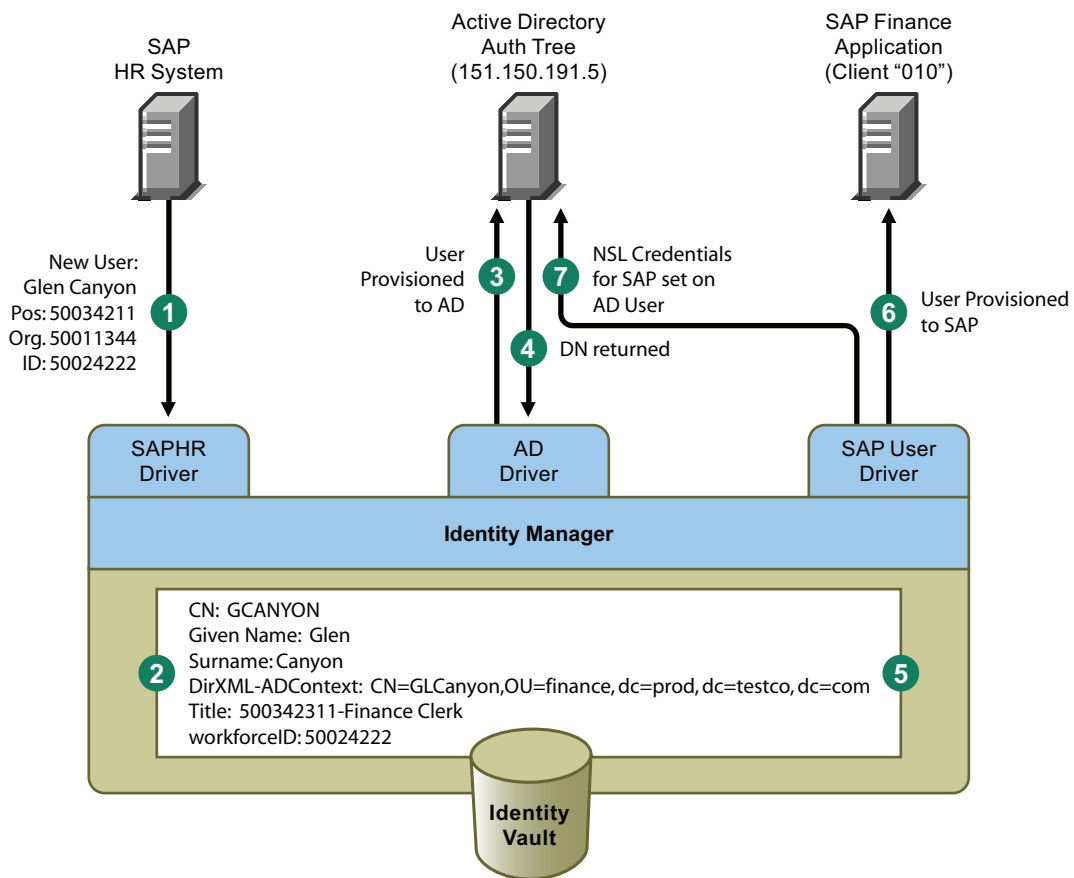 SAP
HR System
Active Directory
Auth Tree
(151.150.191.5)
SAP Finance
Application
(Client “010”)
New User:
Glen Canyon
Pos: 50034211
Org. 50011344
ID: 50024222
1
User
Provisioned
to AD
3
4
DN returned
7
NSL Credentials
for SAP set on
AD User
6
User Provisioned
to SAP
SAPHR
Driver
AD
Driver
SAP User
Driver
Identity Manager
2
CN: GCANYON
Given Name: Glen
Surname: Canyon
DirXML-ADContext: CN=GLCanyon,OU=finance, dc=prod, dc=testco, dc=com
Title: 500342311-Finance Clerk
workforceID: 50024222
5
Identity
Vault